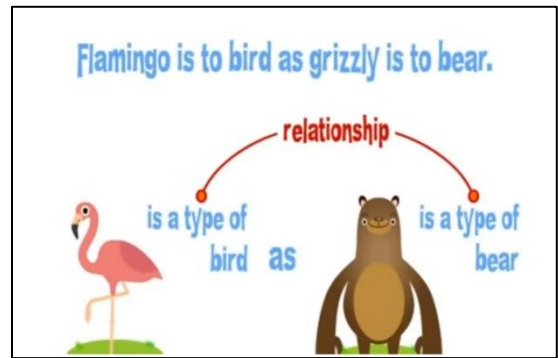 Flamingo is to bird as grizzly is to bear.
relationship
is a type of
bird
as
is a type of
bear